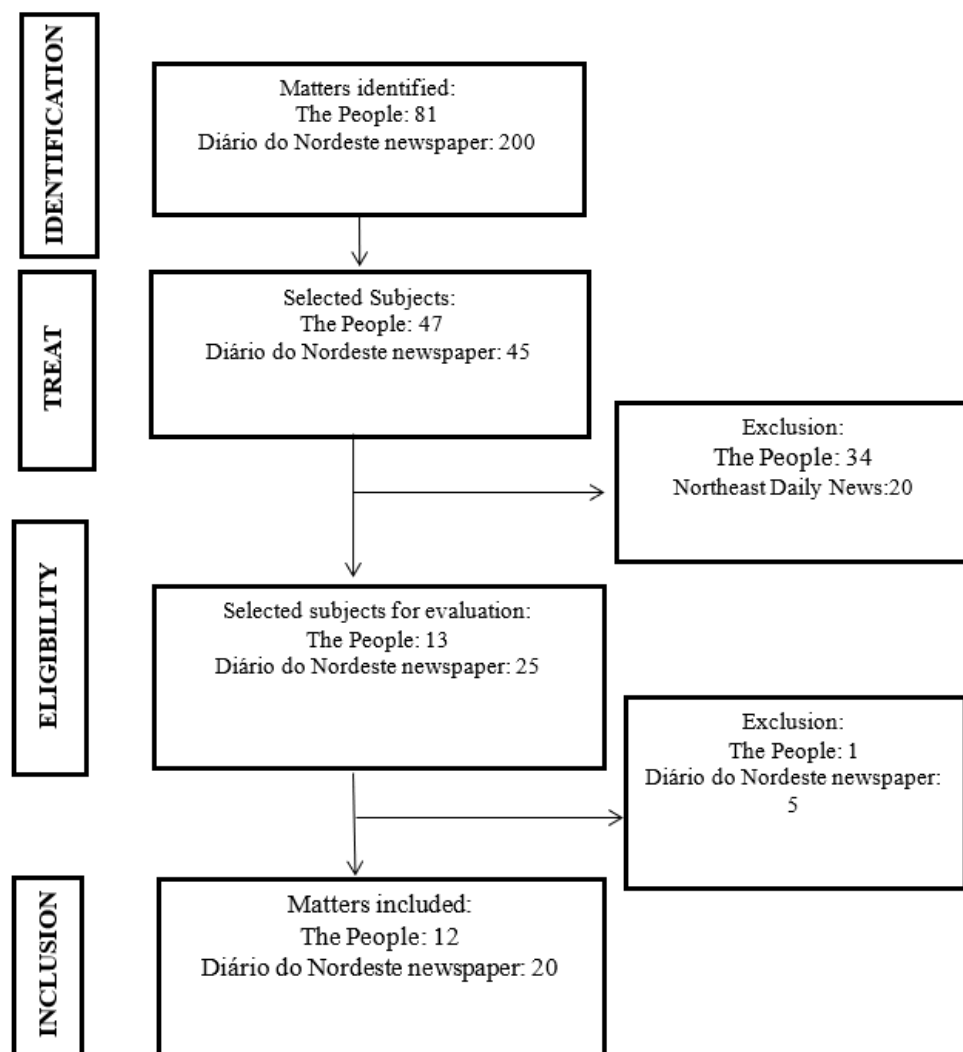 IDENTIFICATION
Matters identified:
The People: 81
Diário do Nordeste newspaper: 200
TREAT
Selected Subjects:
The People: 47
Diário do Nordeste newspaper: 45
Exclusion:
The People: 34
Northeast Daily News:20
ELIGIBILITY
Selected subjects for evaluation:
The People: 13
Diário do Nordeste newspaper: 25
Exclusion:
The People: 1
Diário do Nordeste newspaper:
5
INCLUSION
Matters included:
The People: 12
Diário do Nordeste newspaper: 20